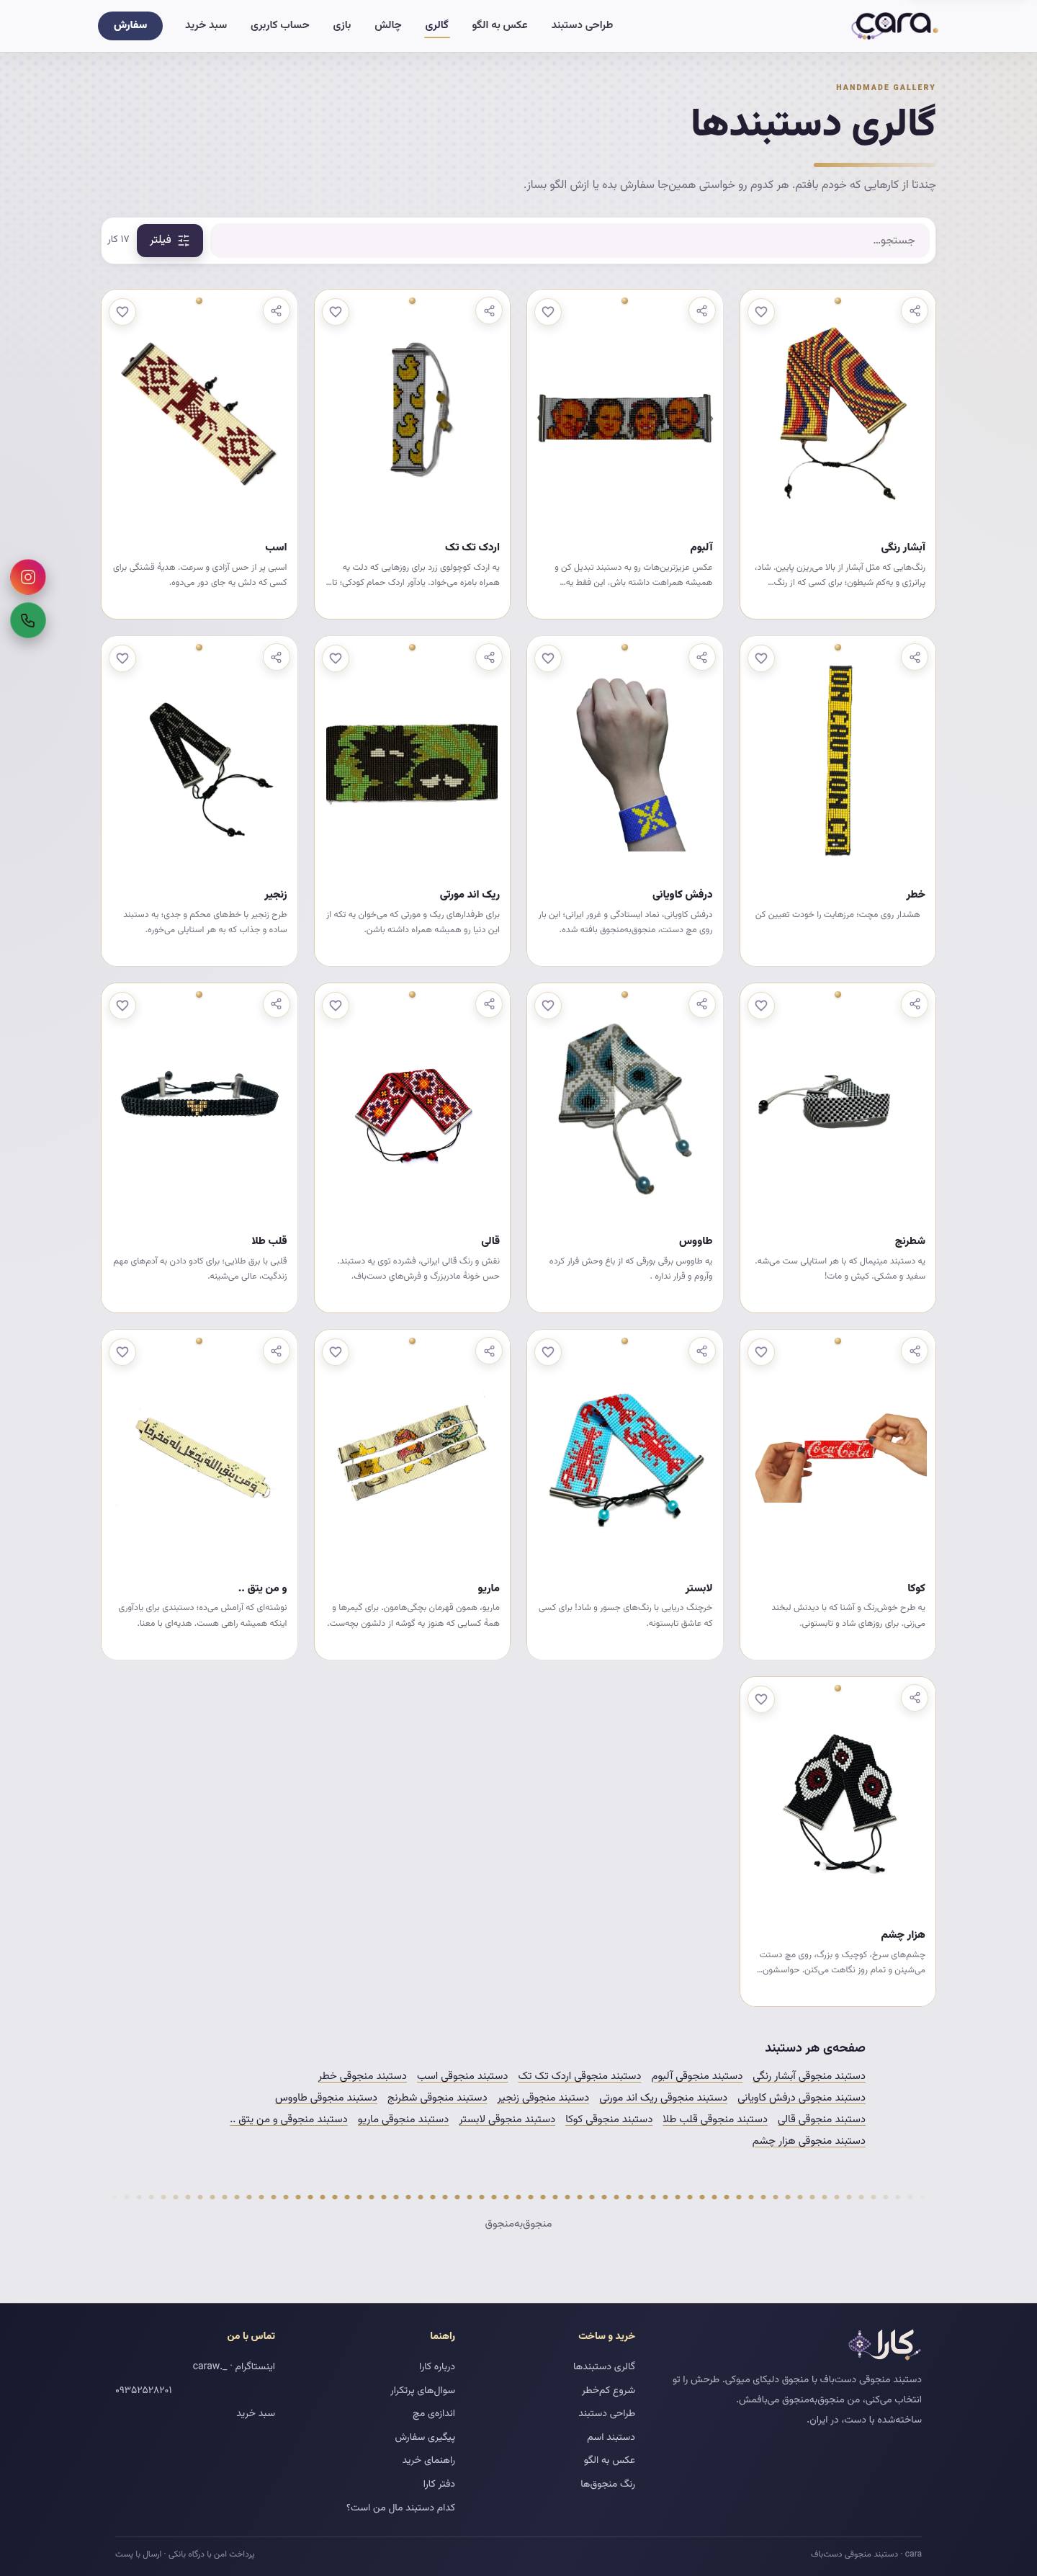 cara.
طراحی دستبند
عکس به الگو
گالری
چالش
بازی
حساب کاربری
سبد خرید
سفارش
HANDMADE GALLERY
گالری دستبندها
چندتا از کارهایی که خودم بافتم. هر کدوم رو خواستی همین‌جا سفارش بده یا ازش الگو بساز.
جستجو...
فیلتر
۱۷ کار
آبشار رنگی
رنگ‌هایی که مثل آبشار از بالا می‌ریزن پایین. شاد،
پرانرژی و یه‌کم شیطون؛ برای کسی که از رنگ...
آلبوم
عکس عزیزترین‌هات رو به دستبند تبدیل کن و
همیشه همراهت داشته باش. این فقط یه...
اردک تک تک
یه اردک کوچولوی زرد برای روزهایی که دلت یه
همراه بامزه می‌خواد. یادآور اردک حمام کودکی؛ تا...
اسب
اسبی پر از حس آزادی و سرعت. هدیهٔ قشنگی برای
کسی که دلش یه جای دور می‌دوه.
ON CAUTION CA
خطر
هشدار روی مچت؛ مرزهایت را خودت تعیین کن
درفش کاویانی
درفش کاویانی، نماد ایستادگی و غرور ایرانی؛ این بار
روی مچ دستت، منجوق‌به‌منجوق بافته شده.
ریک اند مورتی
برای طرفدارهای ریک و مورتی که می‌خوان یه تکه از
این دنیا رو همیشه همراه داشته باشن.
زنجیر
طرح زنجیر با خط‌های محکم و جدی؛ یه دستبند
ساده و جذاب که به هر استایلی می‌خوره.
شطرنج
یه دستبند مینیمال که با هر استایلی ست می‌شه.
سفید و مشکی. کیش و مات!
طاووس
یه طاووس برقی بورقی که از باغ وحش فرار کرده
وآروم و قرار نداره .
قالی
نقش و رنگ قالی ایرانی، فشرده توی یه دستبند.
حس خونهٔ مادربزرگ و فرش‌های دست‌باف.
قلب طلا
قلبی با برق طلایی؛ برای کادو دادن به آدم‌های مهم
زندگیت، عالی می‌شینه.
Coca-Cola
کوکا
یه طرح خوش‌رنگ و آشنا که با دیدنش لبخند
می‌زنی. برای روزهای شاد و تابستونی.
لابستر
خرچنگ دریایی با رنگ‌های جسور و شاد! برای کسی
که عاشق تابستونه.
ماریو
ماریو، همون قهرمان بچگی‌هامون. برای گیمرها و
همهٔ کسایی که هنوز یه گوشه از دلشون بچه‌ست.
وَ مَن يَتَّقِ اللَّهَ يَجْعَل لَهُ مَخْرَجًا
و من یتق ..
نوشته‌ای که آرامش می‌ده؛ دستبندی برای یادآوری
اینکه همیشه راهی هست. هدیه‌ای با معنا.
هزار چشم
چشم‌های سرخ، کوچیک و بزرگ، روی مچ دستت
می‌شینن و تمام روز نگاهت می‌کنن. حواسشون...
صفحه‌ی هر دستبند
دستبند منجوقی آبشار رنگی دستبند منجوقی آلبوم دستبند منجوقی اردک تک تک دستبند منجوقی اسب دستبند منجوقی خطر
دستبند منجوقی درفش کاویانی دستبند منجوقی ریک اند مورتی دستبند منجوقی زنجیر دستبند منجوقی شطرنج دستبند منجوقی طاووس
دستبند منجوقی قالی دستبند منجوقی قلب طلا دستبند منجوقی کوکا دستبند منجوقی لابستر دستبند منجوقی ماریو دستبند منجوقی و من یتق ..
دستبند منجوقی هزار چشم
منجوق‌به‌منجوق
کارا
دستبند منجوقی دست‌باف با منجوق دلیکای میوکی. طرحش را تو
انتخاب می‌کنی، من منجوق‌به‌منجوق می‌بافمش.
ساخته‌شده با دست، در ایران.
خرید و ساخت
گالری دستبندها
شروع کم‌خطر
طراحی دستبند
دستبند اسم
عکس به الگو
رنگ منجوق‌ها
راهنما
درباره کارا
سوال‌های پرتکرار
اندازه‌ی مچ
پیگیری سفارش
راهنمای خرید
دفتر کارا
کدام دستبند مال من است؟
تماس با من
اینستاگرام · caraw._
۰۹۳۵۲۵۲۸۲۰۱
سبد خرید
cara · دستبند منجوقی دست‌باف
پرداخت امن با درگاه بانکی · ارسال با پست